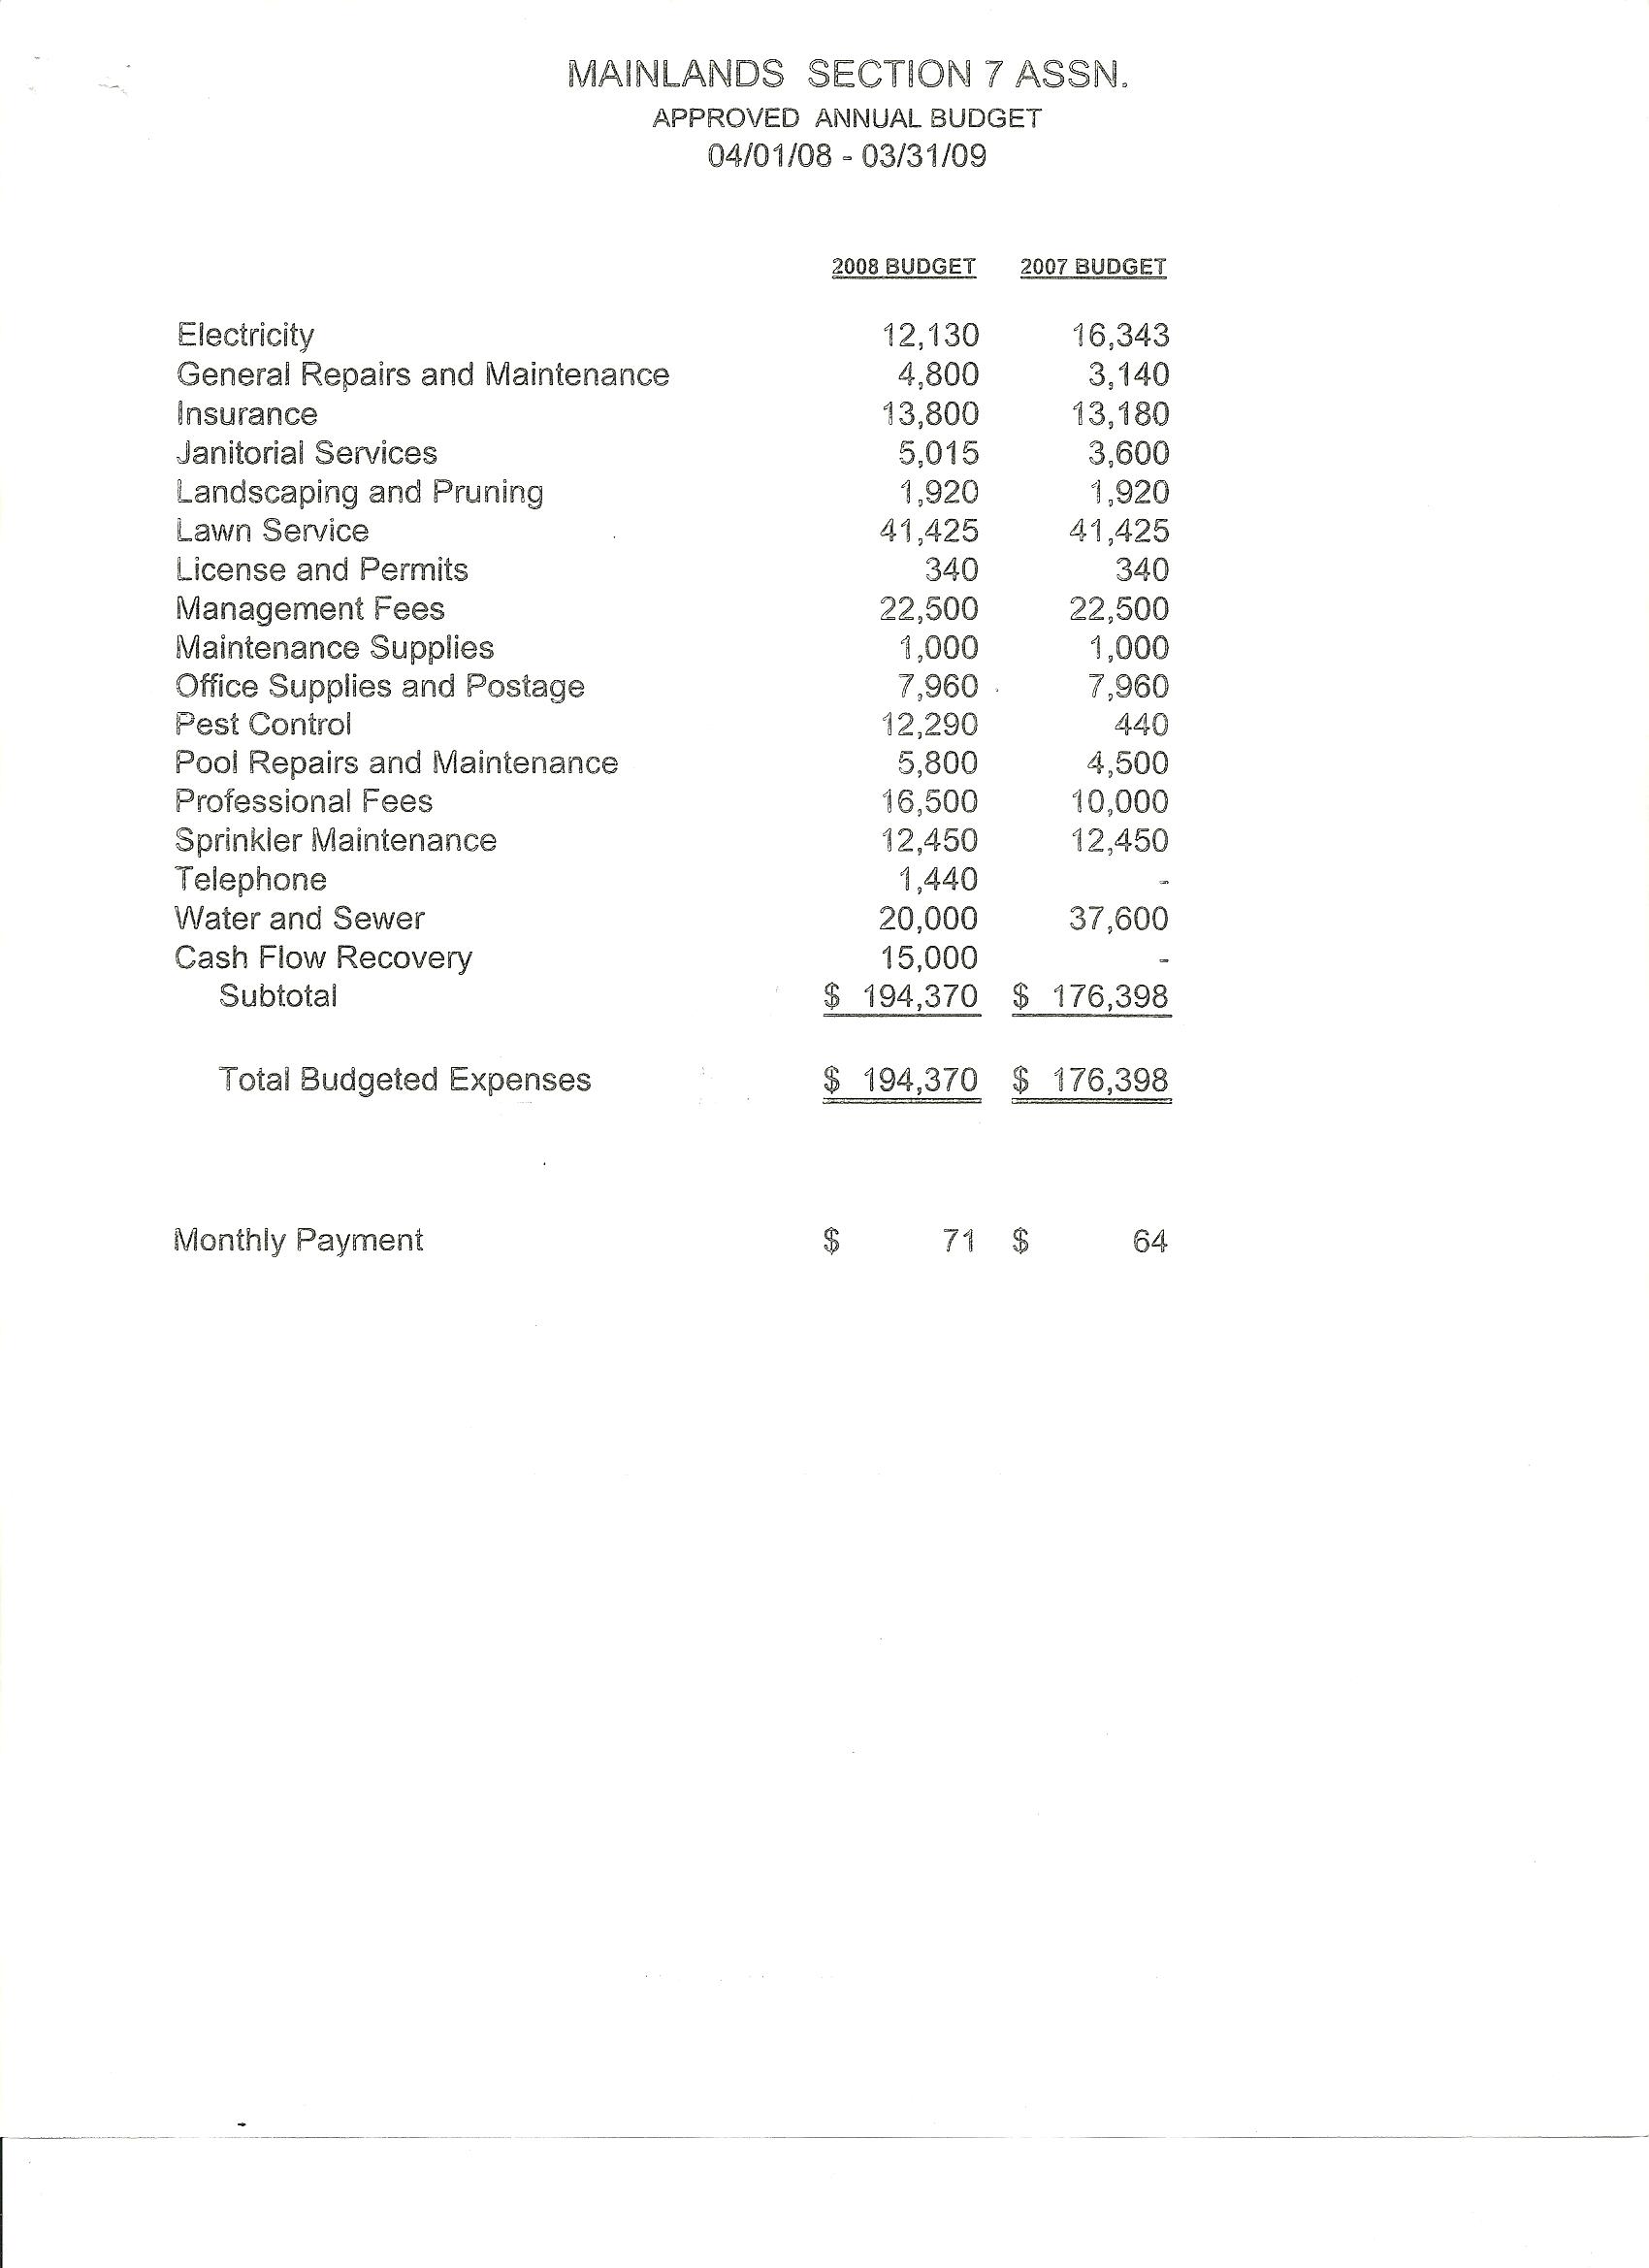 MAINLANDS SECTION 7 ASSN.
APPROVED ANNUAL BUDGET
04/01/08 - 03/31/09
2008 BUDGET 2007 BUDGET
Electricity 12,130 16,343
General Repairs and Maintenance 4,800 3,140
Insurance 13,800 13,180
Janitorial Services 5,015 3,600
Landscaping and Pruning 1,920 1,920
Lawn Service 41,425 41,425
License and Permits 340 340
Management Fees 22,500 22,500
Maintenance Supplies 1,000 1,000
Office Supplies and Postage 7,960 7,960
Pest Control 12,290 440
Pool Repairs and Maintenance 5,800 4,500
Professional Fees 16,500 10,000
Sprinkler Maintenance 12,450 12,450
Telephone 1,440 -
Water and Sewer 20,000 37,600
Cash Flow Recovery 15,000 -
Subtotal $ 194,370 $ 176,398
Total Budgeted Expenses $ 194,370 $ 176,398
Monthly Payment $ 71 $ 64